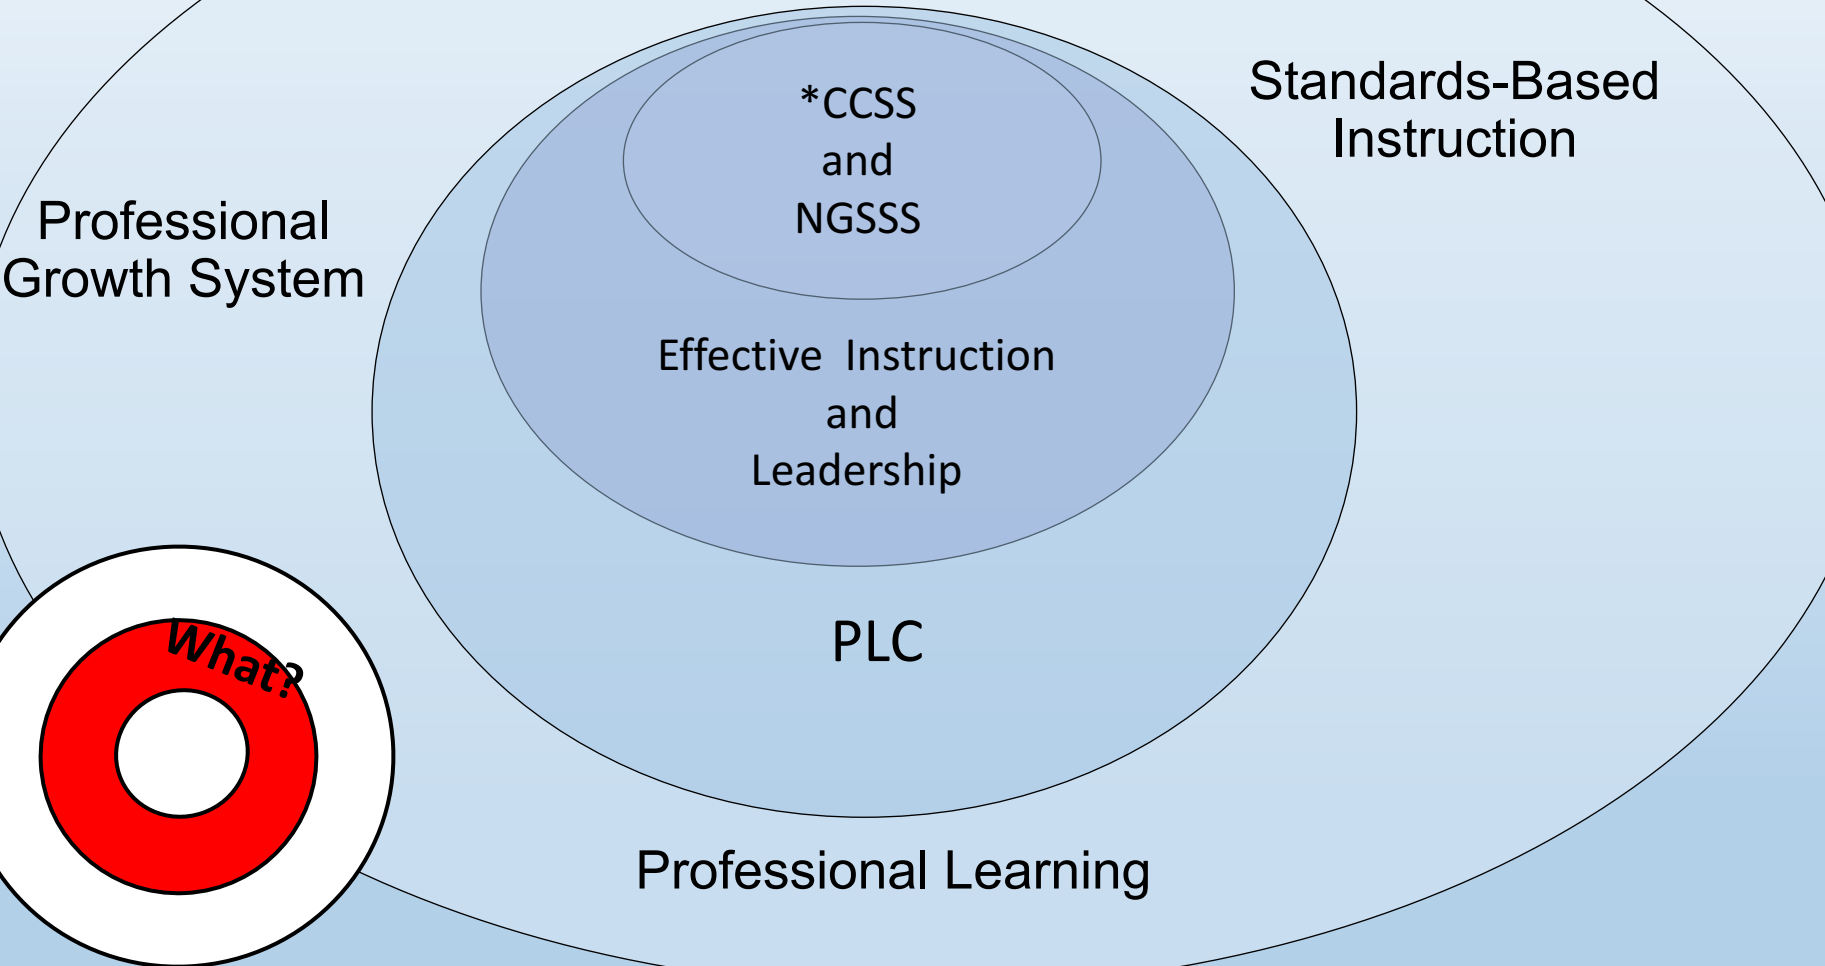 *CCSS
and
NGSSS
Standards-Based
Instruction
Professional
Growth System
Effective  Instruction
and
Leadership
PLC
What?
Professional Learning